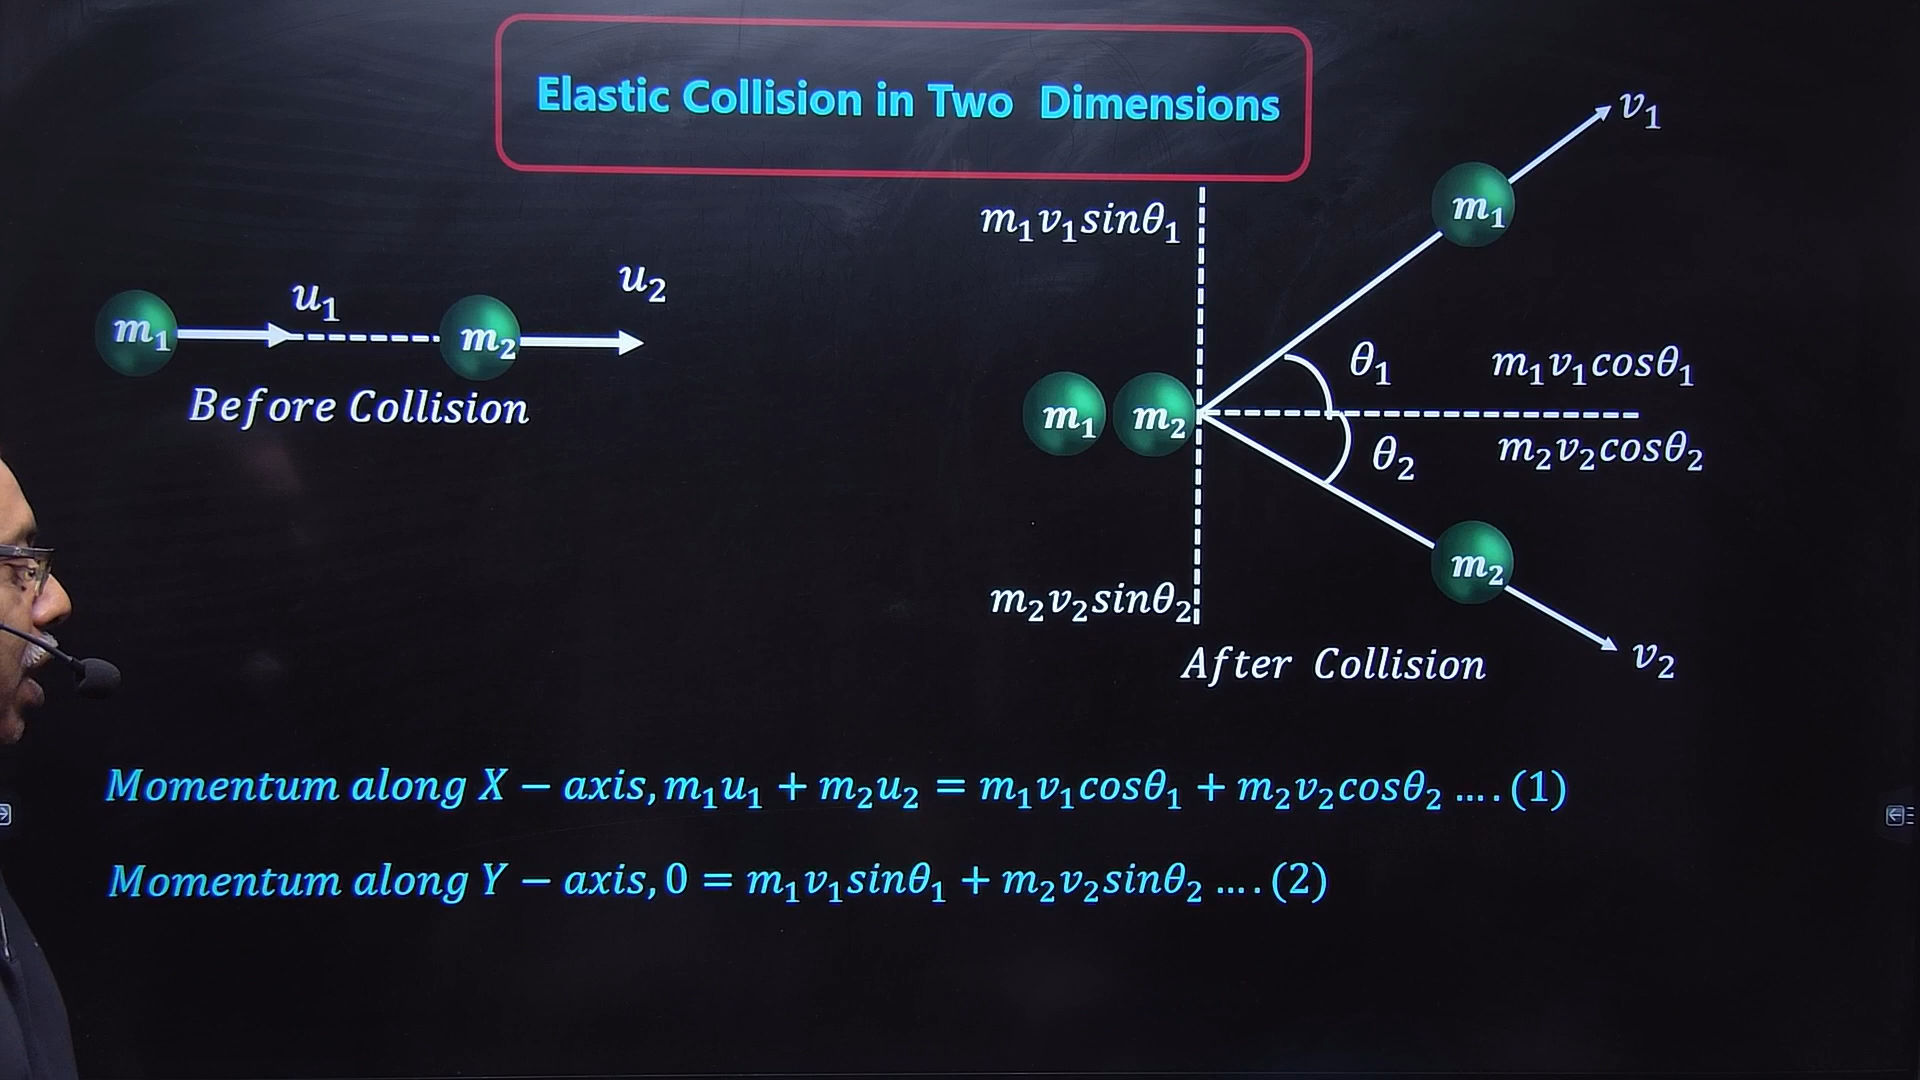 Elastic Collision in Two Dimensions
v₁
m₁
m₁v₁sinθ₁
u₁
u₂
m₁
m₂
Before Collision
θ₁
m₁v₁cosθ₁
m₁
m₂
θ₂
m₂v₂cosθ₂
m₂
m₂v₂sinθ₂
After Collision
v₂
Momentum along X − axis, m₁u₁ + m₂u₂ = m₁v₁cosθ₁ + m₂v₂cosθ₂ .... (1)
Momentum along Y − axis, 0 = m₁v₁sinθ₁ + m₂v₂sinθ₂ .... (2)